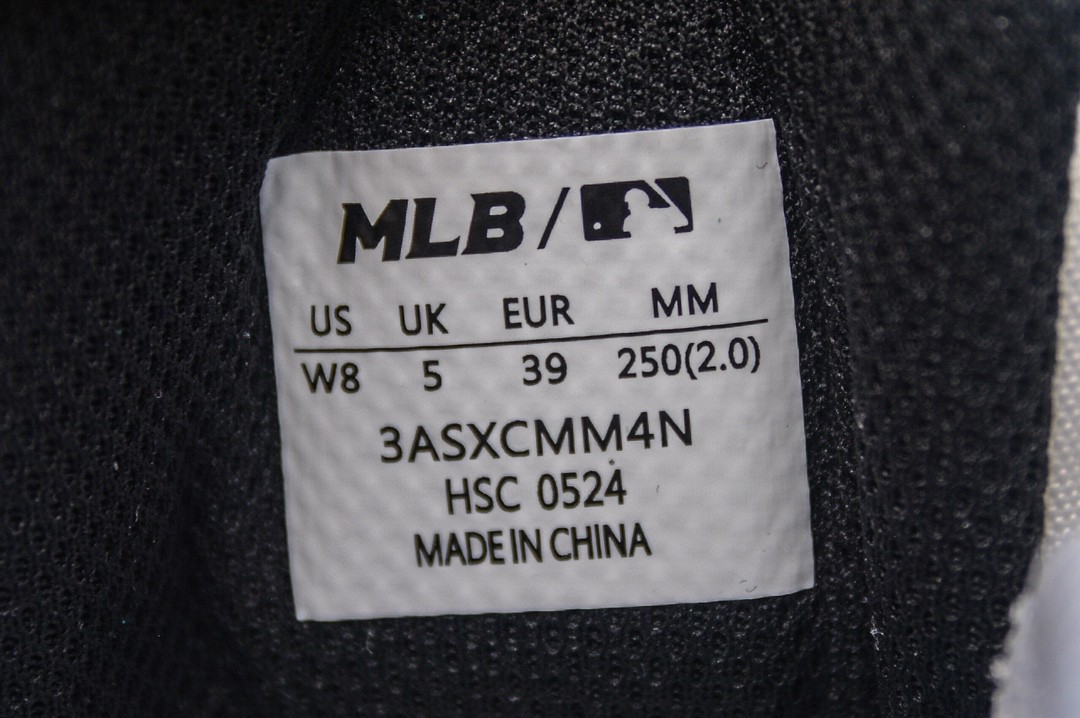 MLB /
US UK EUR MM
W8 5 39 250(2.0)
3ASXCMM4N
HSC 0524
MADE IN CHINA